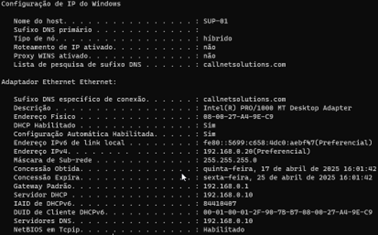 Configuração de IP do Windows
Nome do host. . . . . . . . . . . . . . . . : SUP-01
Sufixo DNS primário . . . . . . . . . . . . :
Tipo de nó. . . . . . . . . . . . . . . . . : híbrido
Roteamento de IP ativado. . . . . . . . . . : não
Proxy WINS ativado. . . . . . . . . . . . . : não
Lista de pesquisa de sufixo DNS . . . . . . : callnetsolutions.com
Adaptador Ethernet Ethernet:
Sufixo DNS específico de conexão. . . . . . : callnetsolutions.com
Descrição . . . . . . . . . . . . . . . . . : Intel(R) PRO/1000 MT Desktop Adapter
Endereço Físico . . . . . . . . . . . . . . : 08-00-27-A4-9E-C9
DHCP Habilitado . . . . . . . . . . . . . . : Sim
Configuração Automática Habilitada. . . . . : Sim
Endereço IPv6 de link local . . . . . . . . : fe80::5699:c658:4dc0:aebf%7(Preferencial)
Endereço IPv4. . . . . . . . . . . . . . . : 192.168.0.20(Preferencial)
Máscara de Sub-rede . . . . . . . . . . . . : 255.255.255.0
Concessão Obtida. . . . . . . . . . . . . . : quinta-feira, 17 de abril de 2025 16:01:42
Concessão Expira. . . . . . . . . . . . . . : sexta-feira, 25 de abril de 2025 16:01:42
Gateway Padrão. . . . . . . . . . . . . . . : 192.168.0.1
Servidor DHCP . . . . . . . . . . . . . . . : 192.168.0.10
IAID de DHCPv6. . . . . . . . . . . . . . . : 84410407
DUID de Cliente DHCPv6. . . . . . . . . . . : 00-01-00-01-2F-90-7B-B7-08-00-27-A4-9E-C9
Servidores DNS. . . . . . . . . . . . . . . : 192.168.0.10
NetBIOS em Tcpip. . . . . . . . . . . . . . : Habilitado